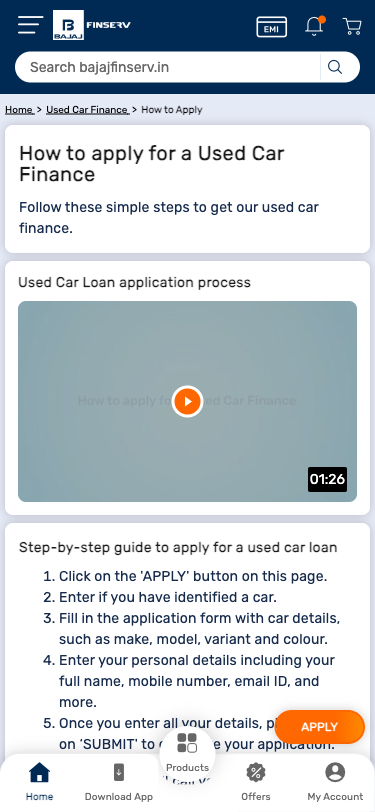 BAJAJ FINSERV
EMI
Search bajajfinserv.in
Home > Used Car Finance > How to Apply
How to apply for a Used Car
Finance
Follow these simple steps to get our used car
finance.
Used Car Loan application process
How to apply fo ed Car Finance
01:26
Step-by-step guide to apply for a used car loan
1. Click on the 'APPLY' button on this page.
2. Enter if you have identified a car.
3. Fill in the application form with car details,
such as make, model, variant and colour.
4. Enter your personal details including your
full name, mobile number, email ID, and
more.
5. Once you enter all your details,
on 'SUBMIT' to your application.
APPLY
Home
Download App
Products
Offers
My Account